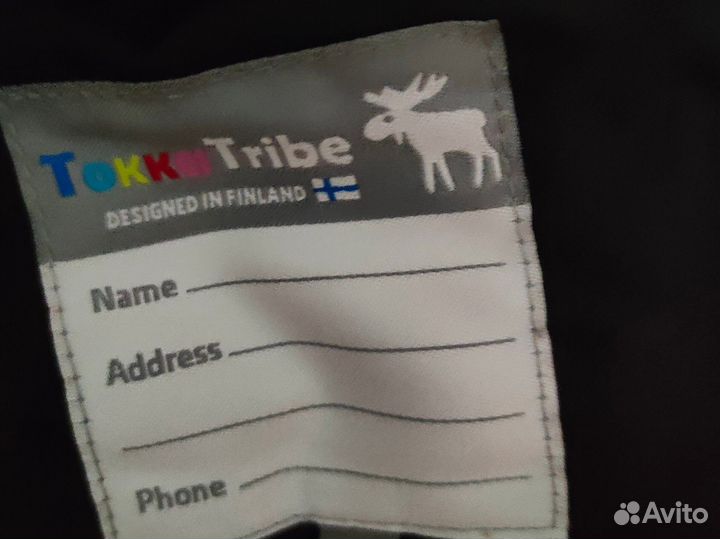 TokkaTribe
DESIGNED IN FINLAND
Name
Address
Phone
Avito